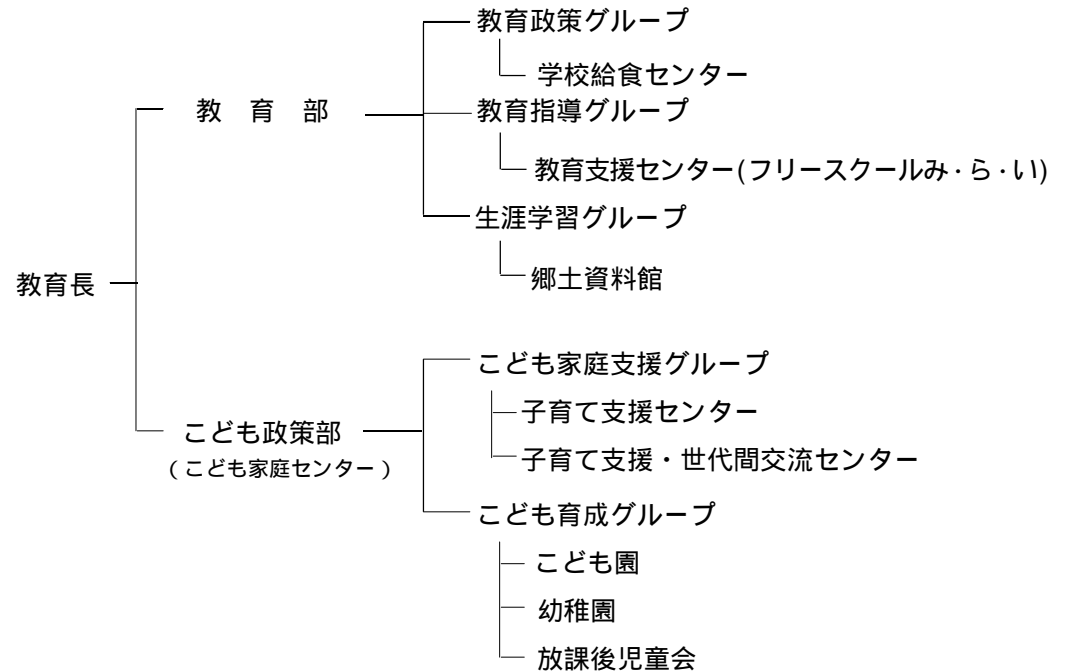 教育政策グループ
学校給食センター
教育部
教育指導グループ
教育支援センター(フリースクールみ・ら・い)
生涯学習グループ
郷土資料館
教育長
こども家庭支援グループ
子育て支援センター
こども政策部
(こども家庭センター)
子育て支援・世代間交流センター
こども育成グループ
こども園
幼稚園
放課後児童会